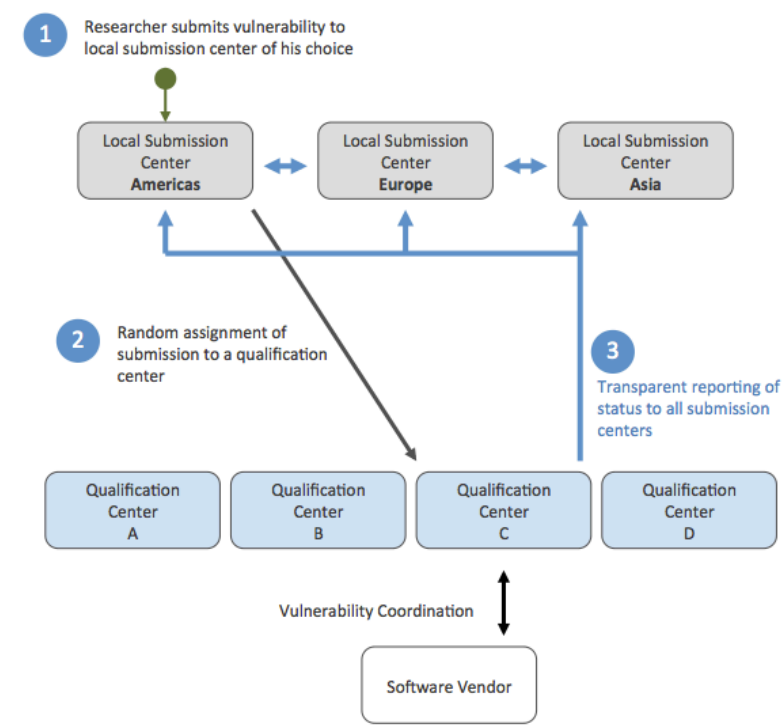 1
Researcher submits vulnerability to
local submission center of his choice
Local Submission
Center
Americas
Local Submission
Center
Europe
Local Submission
Center
Asia
2
Random assignment of
submission to a qualification
center
3
Transparent reporting of
status to all submission
centers
Qualification
Center
A
Qualification
Center
B
Qualification
Center
C
Qualification
Center
D
Vulnerability Coordination
Software Vendor